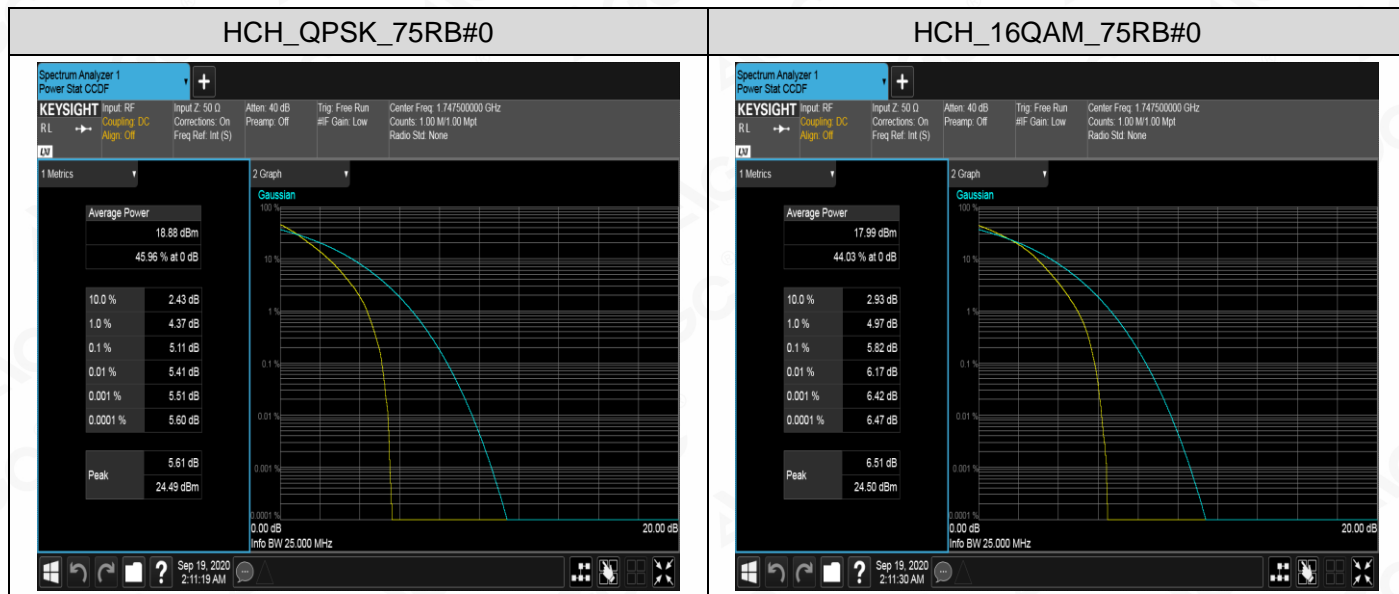 HCH_QPSK_75RB#0
Spectrum Analyzer 1
Power Stat CCDF
+
KEYSIGHT
RL
LXI
Input: RF
Coupling: DC
Align: Off
Input Z: 50 Ω
Corrections: On
Freq Ref: Int (S)
Atten: 40 dB
Preamp: Off
Trig: Free Run
#IF Gain: Low
Center Freq: 1.747500000 GHz
Counts: 1.00 M/1.00 Mpt
Radio Std: None
1 Metrics
Average Power
18.88 dBm
45.96 % at 0 dB
10.0 % 2.43 dB
1.0 % 4.37 dB
0.1 % 5.11 dB
0.01 % 5.41 dB
0.001 % 5.51 dB
0.0001 % 5.60 dB
Peak
5.61 dB
24.49 dBm
2 Graph
Gaussian
100 %
10 %
1 %
0.1 %
0.01 %
0.001 %
0.0001 %
0.00 dB 20.00 dB
Info BW 25.000 MHz
?
Sep 19, 2020
2:11:19 AM
HCH_16QAM_75RB#0
Spectrum Analyzer 1
Power Stat CCDF
+
KEYSIGHT
RL
LXI
Input: RF
Coupling: DC
Align: Off
Input Z: 50 Ω
Corrections: On
Freq Ref: Int (S)
Atten: 40 dB
Preamp: Off
Trig: Free Run
#IF Gain: Low
Center Freq: 1.747500000 GHz
Counts: 1.00 M/1.00 Mpt
Radio Std: None
1 Metrics
Average Power
17.99 dBm
44.03 % at 0 dB
10.0 % 2.93 dB
1.0 % 4.97 dB
0.1 % 5.82 dB
0.01 % 6.17 dB
0.001 % 6.42 dB
0.0001 % 6.47 dB
Peak
6.51 dB
24.50 dBm
2 Graph
Gaussian
100 %
10 %
1 %
0.1 %
0.01 %
0.001 %
0.0001 %
0.00 dB 20.00 dB
Info BW 25.000 MHz
?
Sep 19, 2020
2:11:30 AM